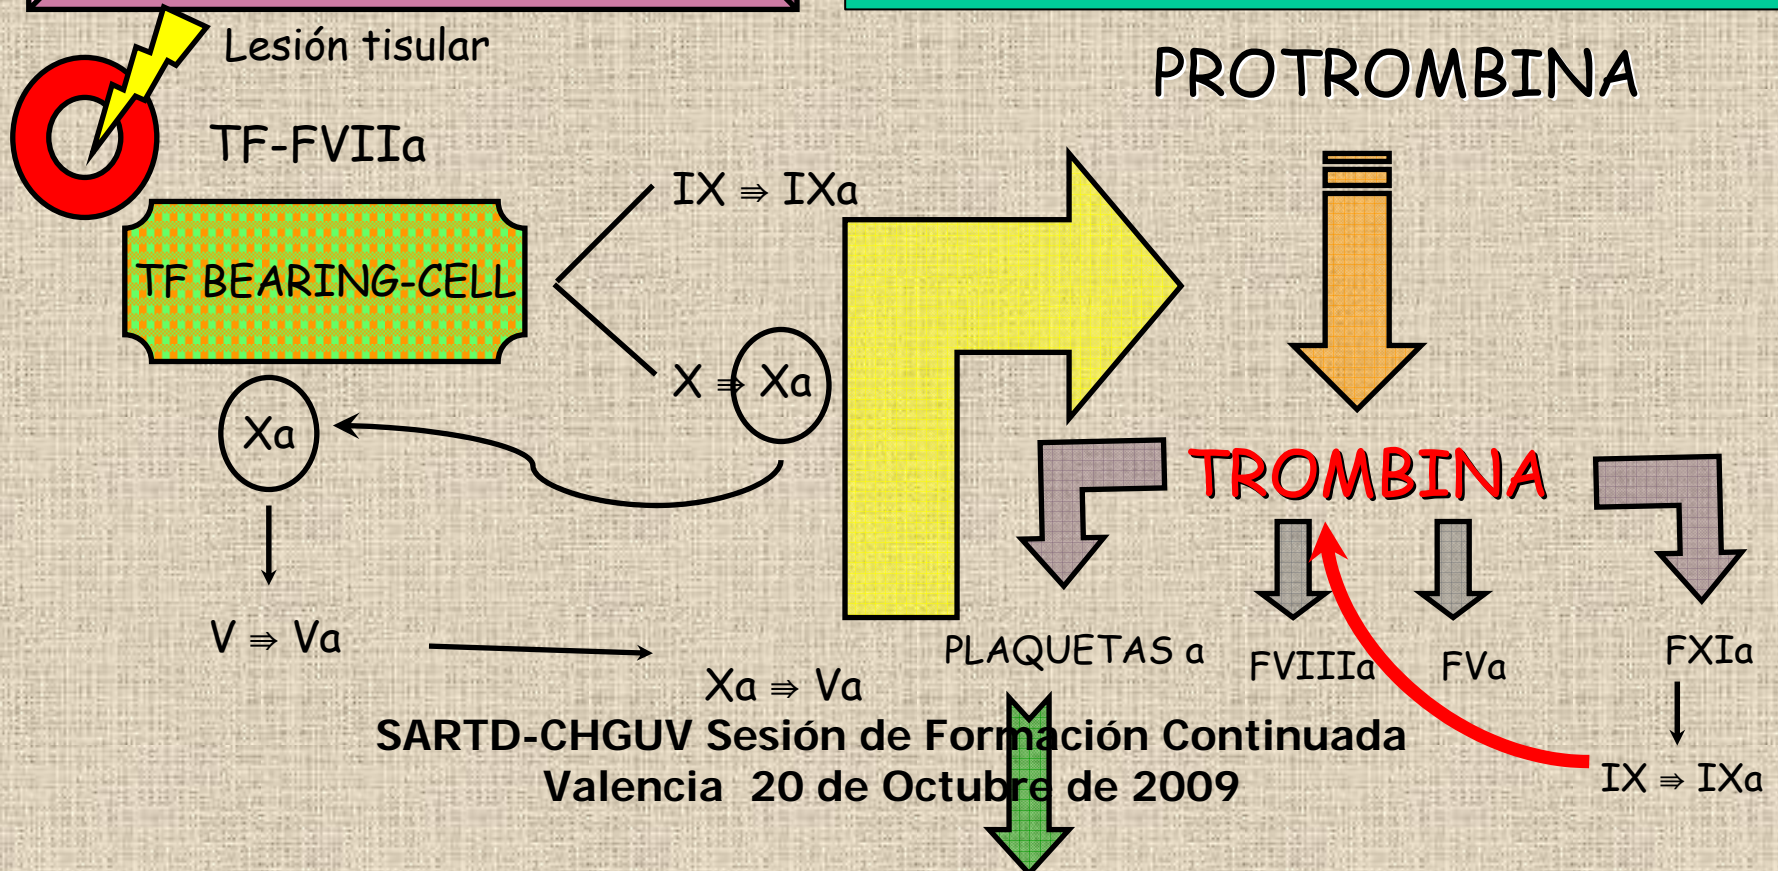 Lesión tisular
PROTROMBINA
TF-FVIIa
IX ⇛ IXa
TF BEARING-CELL
X ⇛ Xa
Xa
TROMBINA
V ⇛ Va
Xa ⇛ Va
PLAQUETAS a
FVIIIa
FVa
FXIa
IX ⇛ IXa
SARTD-CHGUV Sesión de Formación Continuada
Valencia 20 de Octubre de 2009